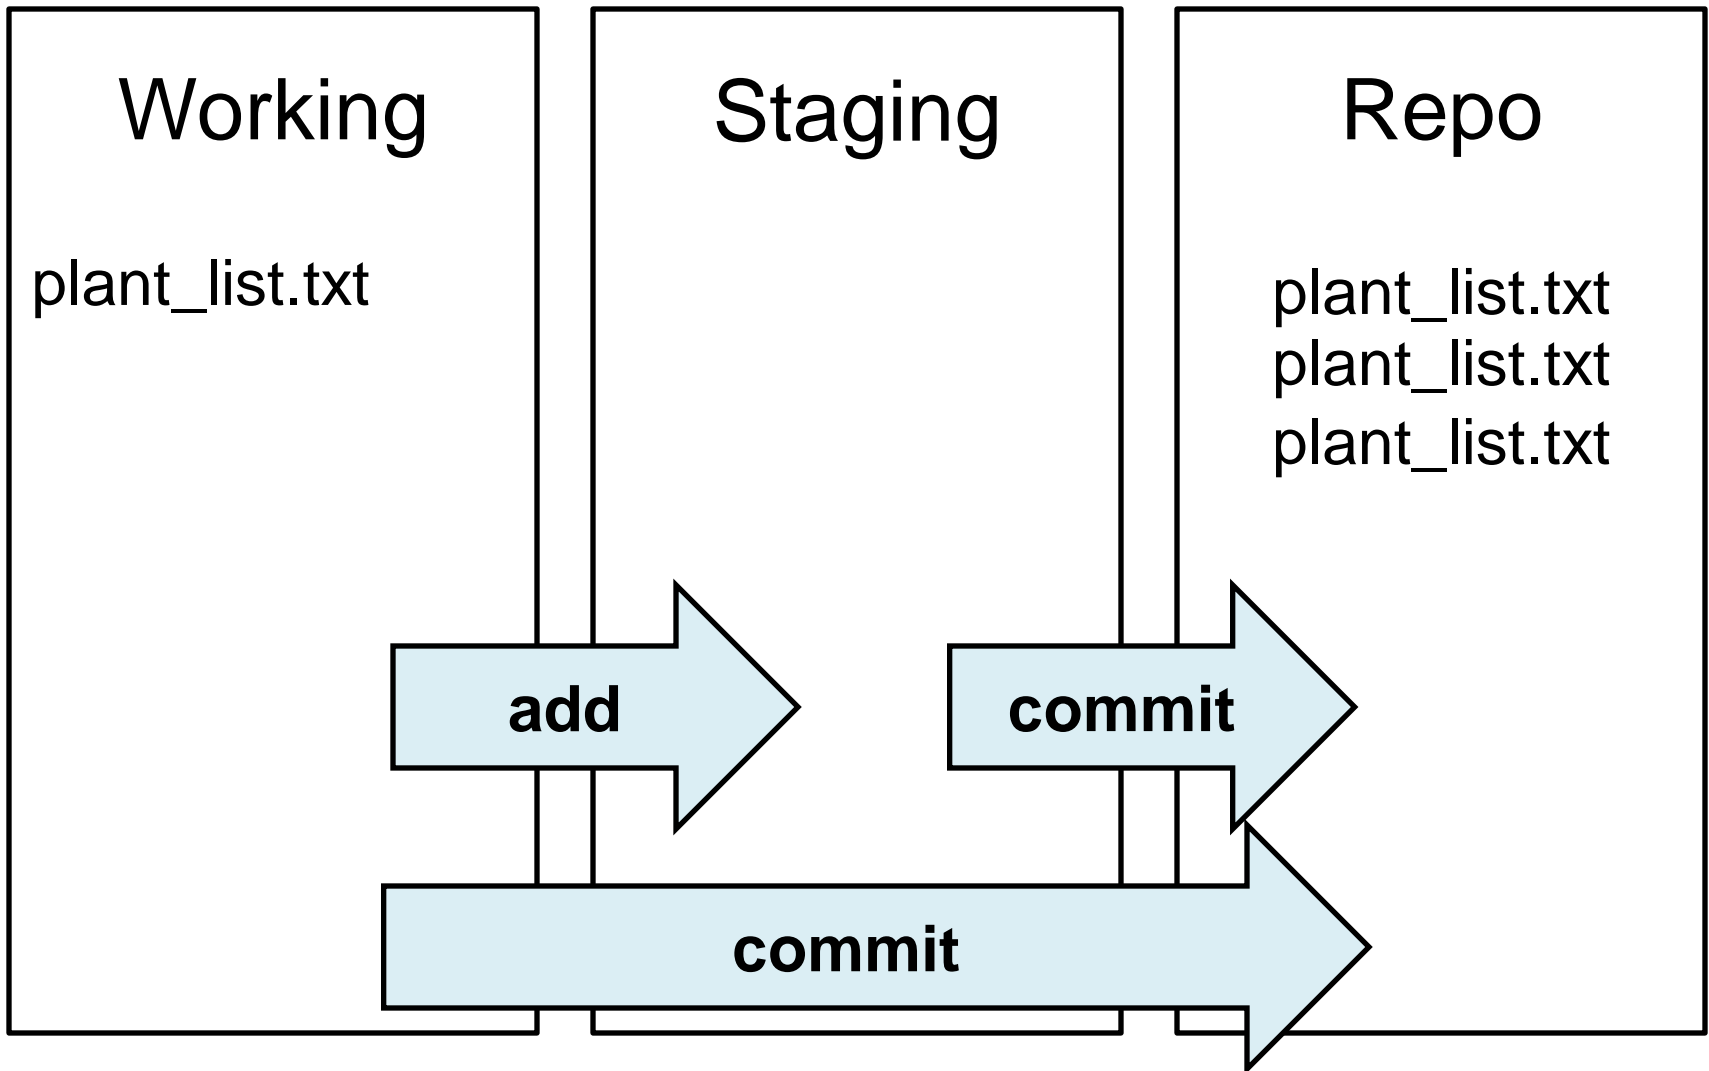 Working
Staging
Repo
plant_list.txt
plant_list.txt
plant_list.txt
plant_list.txt
add
commit
commit